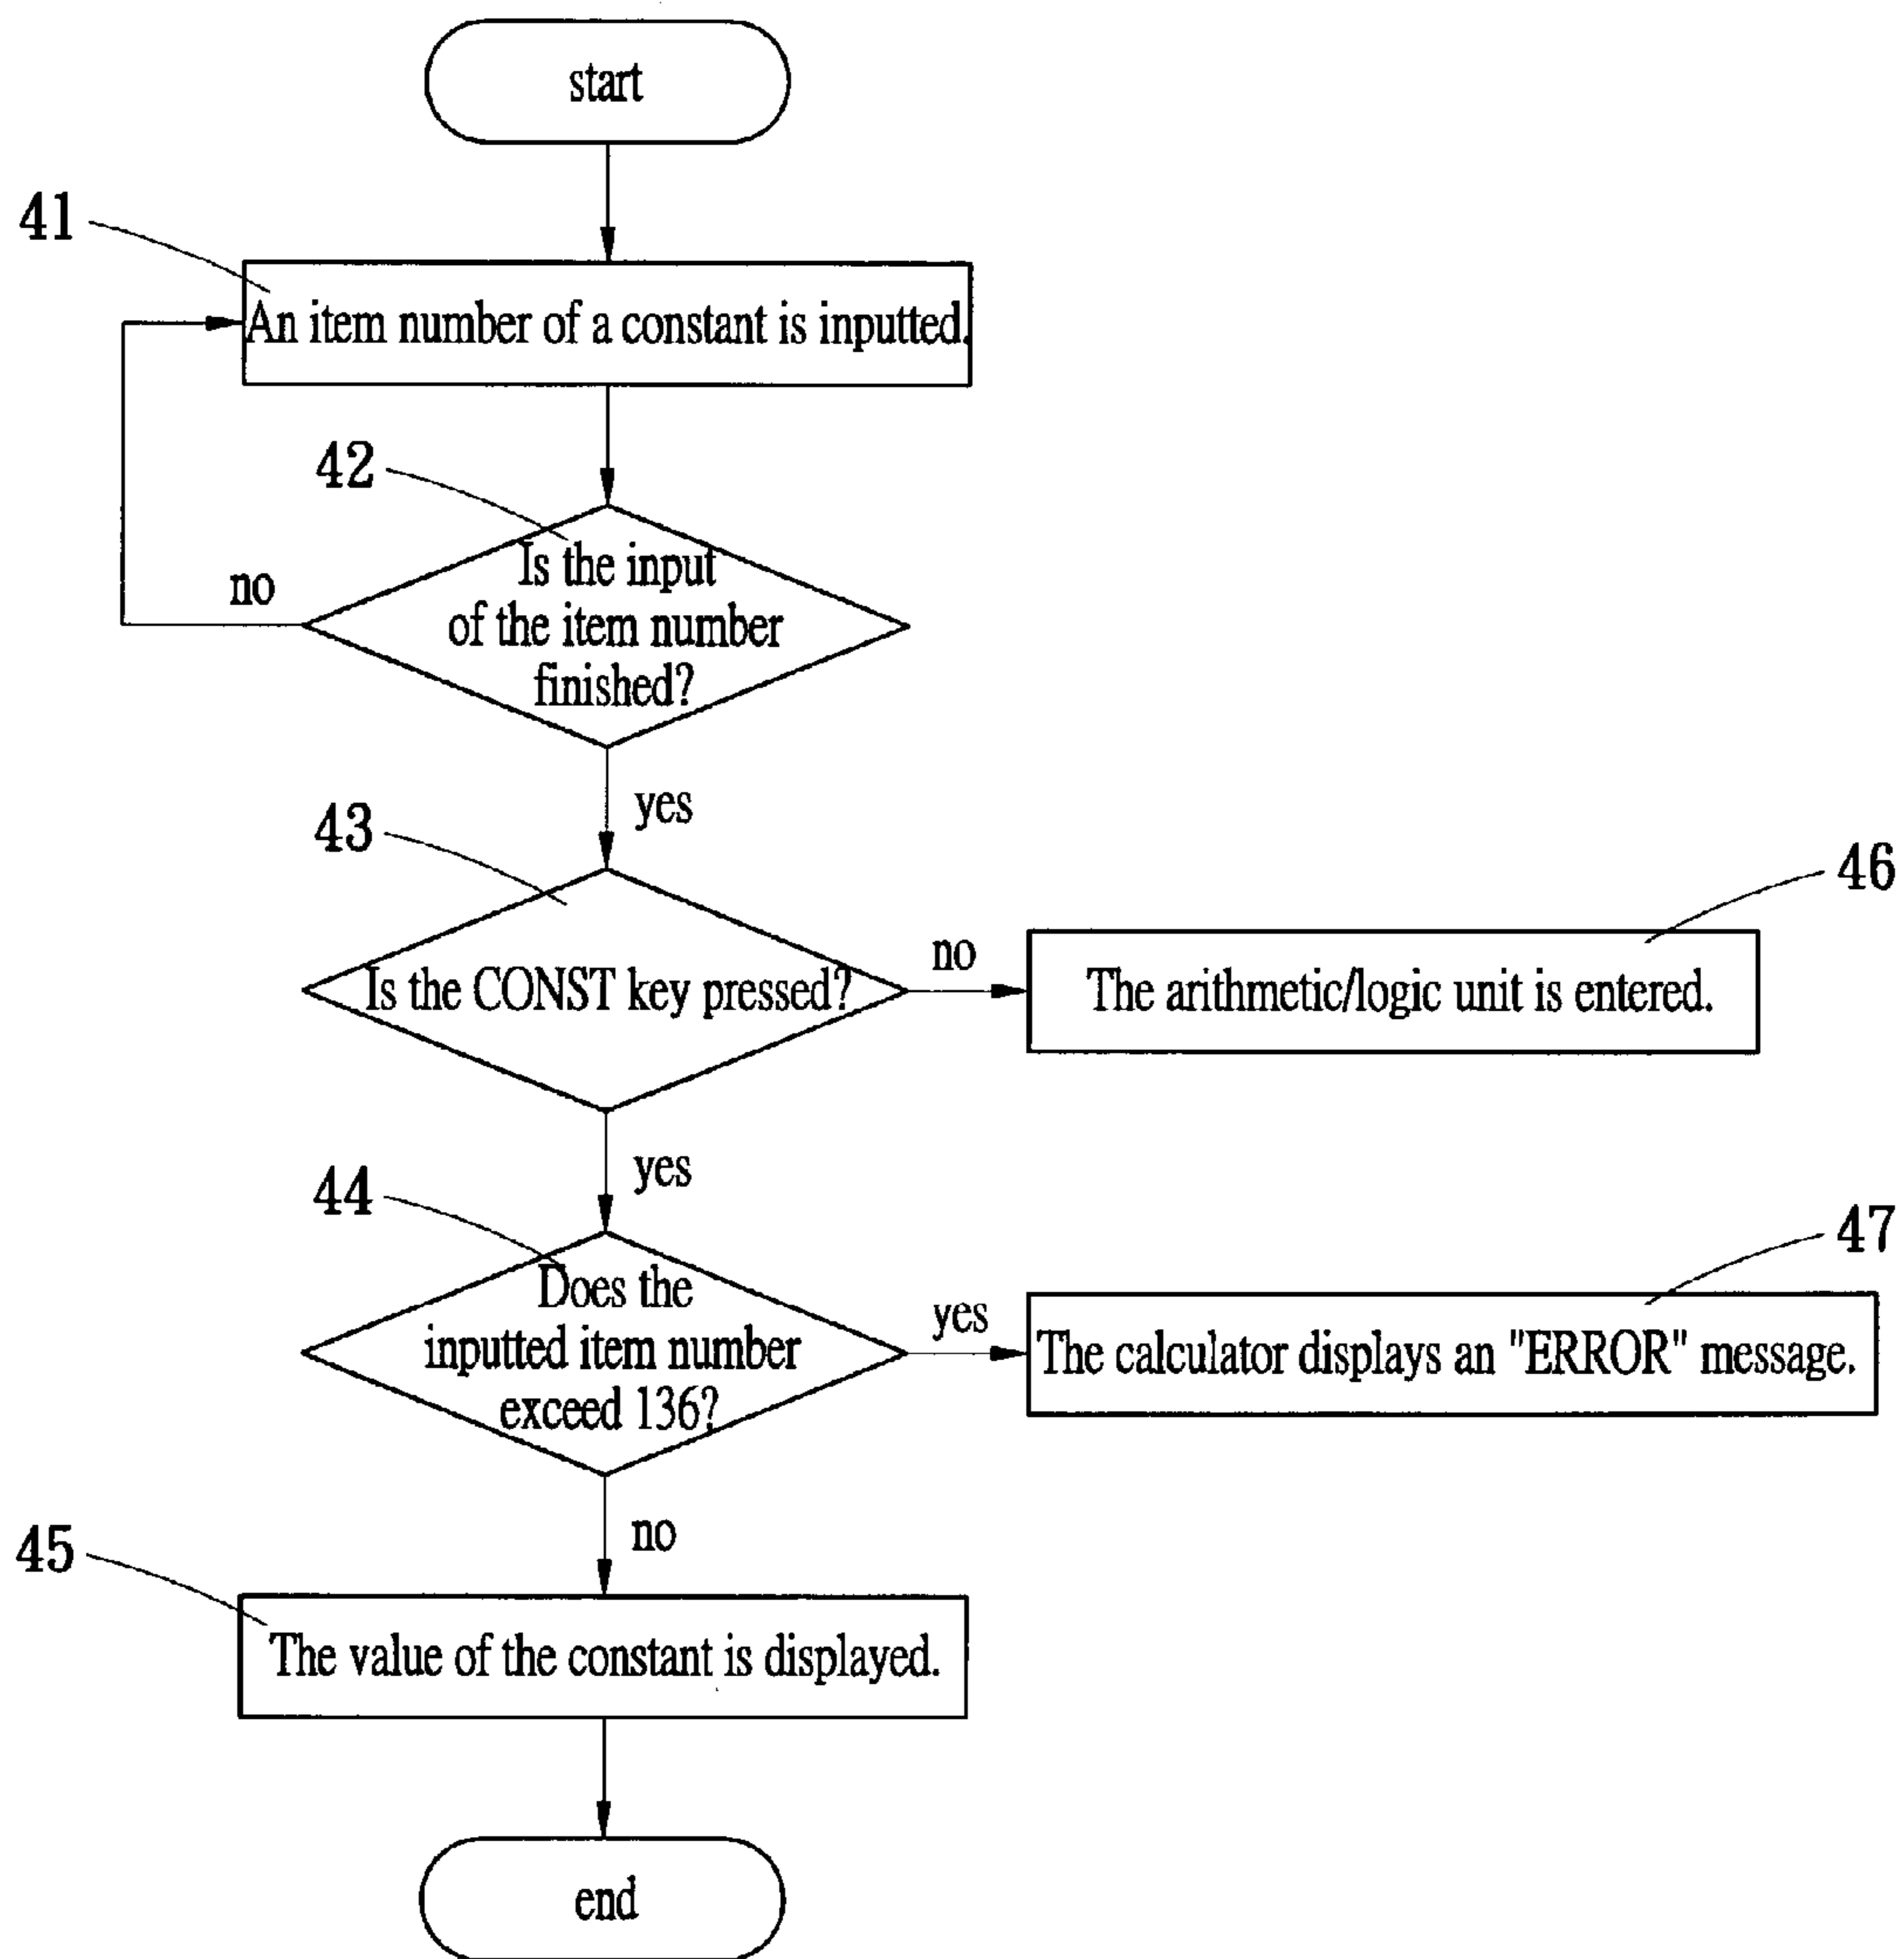 start
41
An item number of a constant is inputted.
42
Is the input
of the item number
finished?
no
yes
43
Is the CONST key pressed?
no
46
The arithmetic/logic unit is entered.
yes
44
Does the
inputted item number
exceed 136?
yes
47
The calculator displays an "ERROR" message.
no
45
The value of the constant is displayed.
end